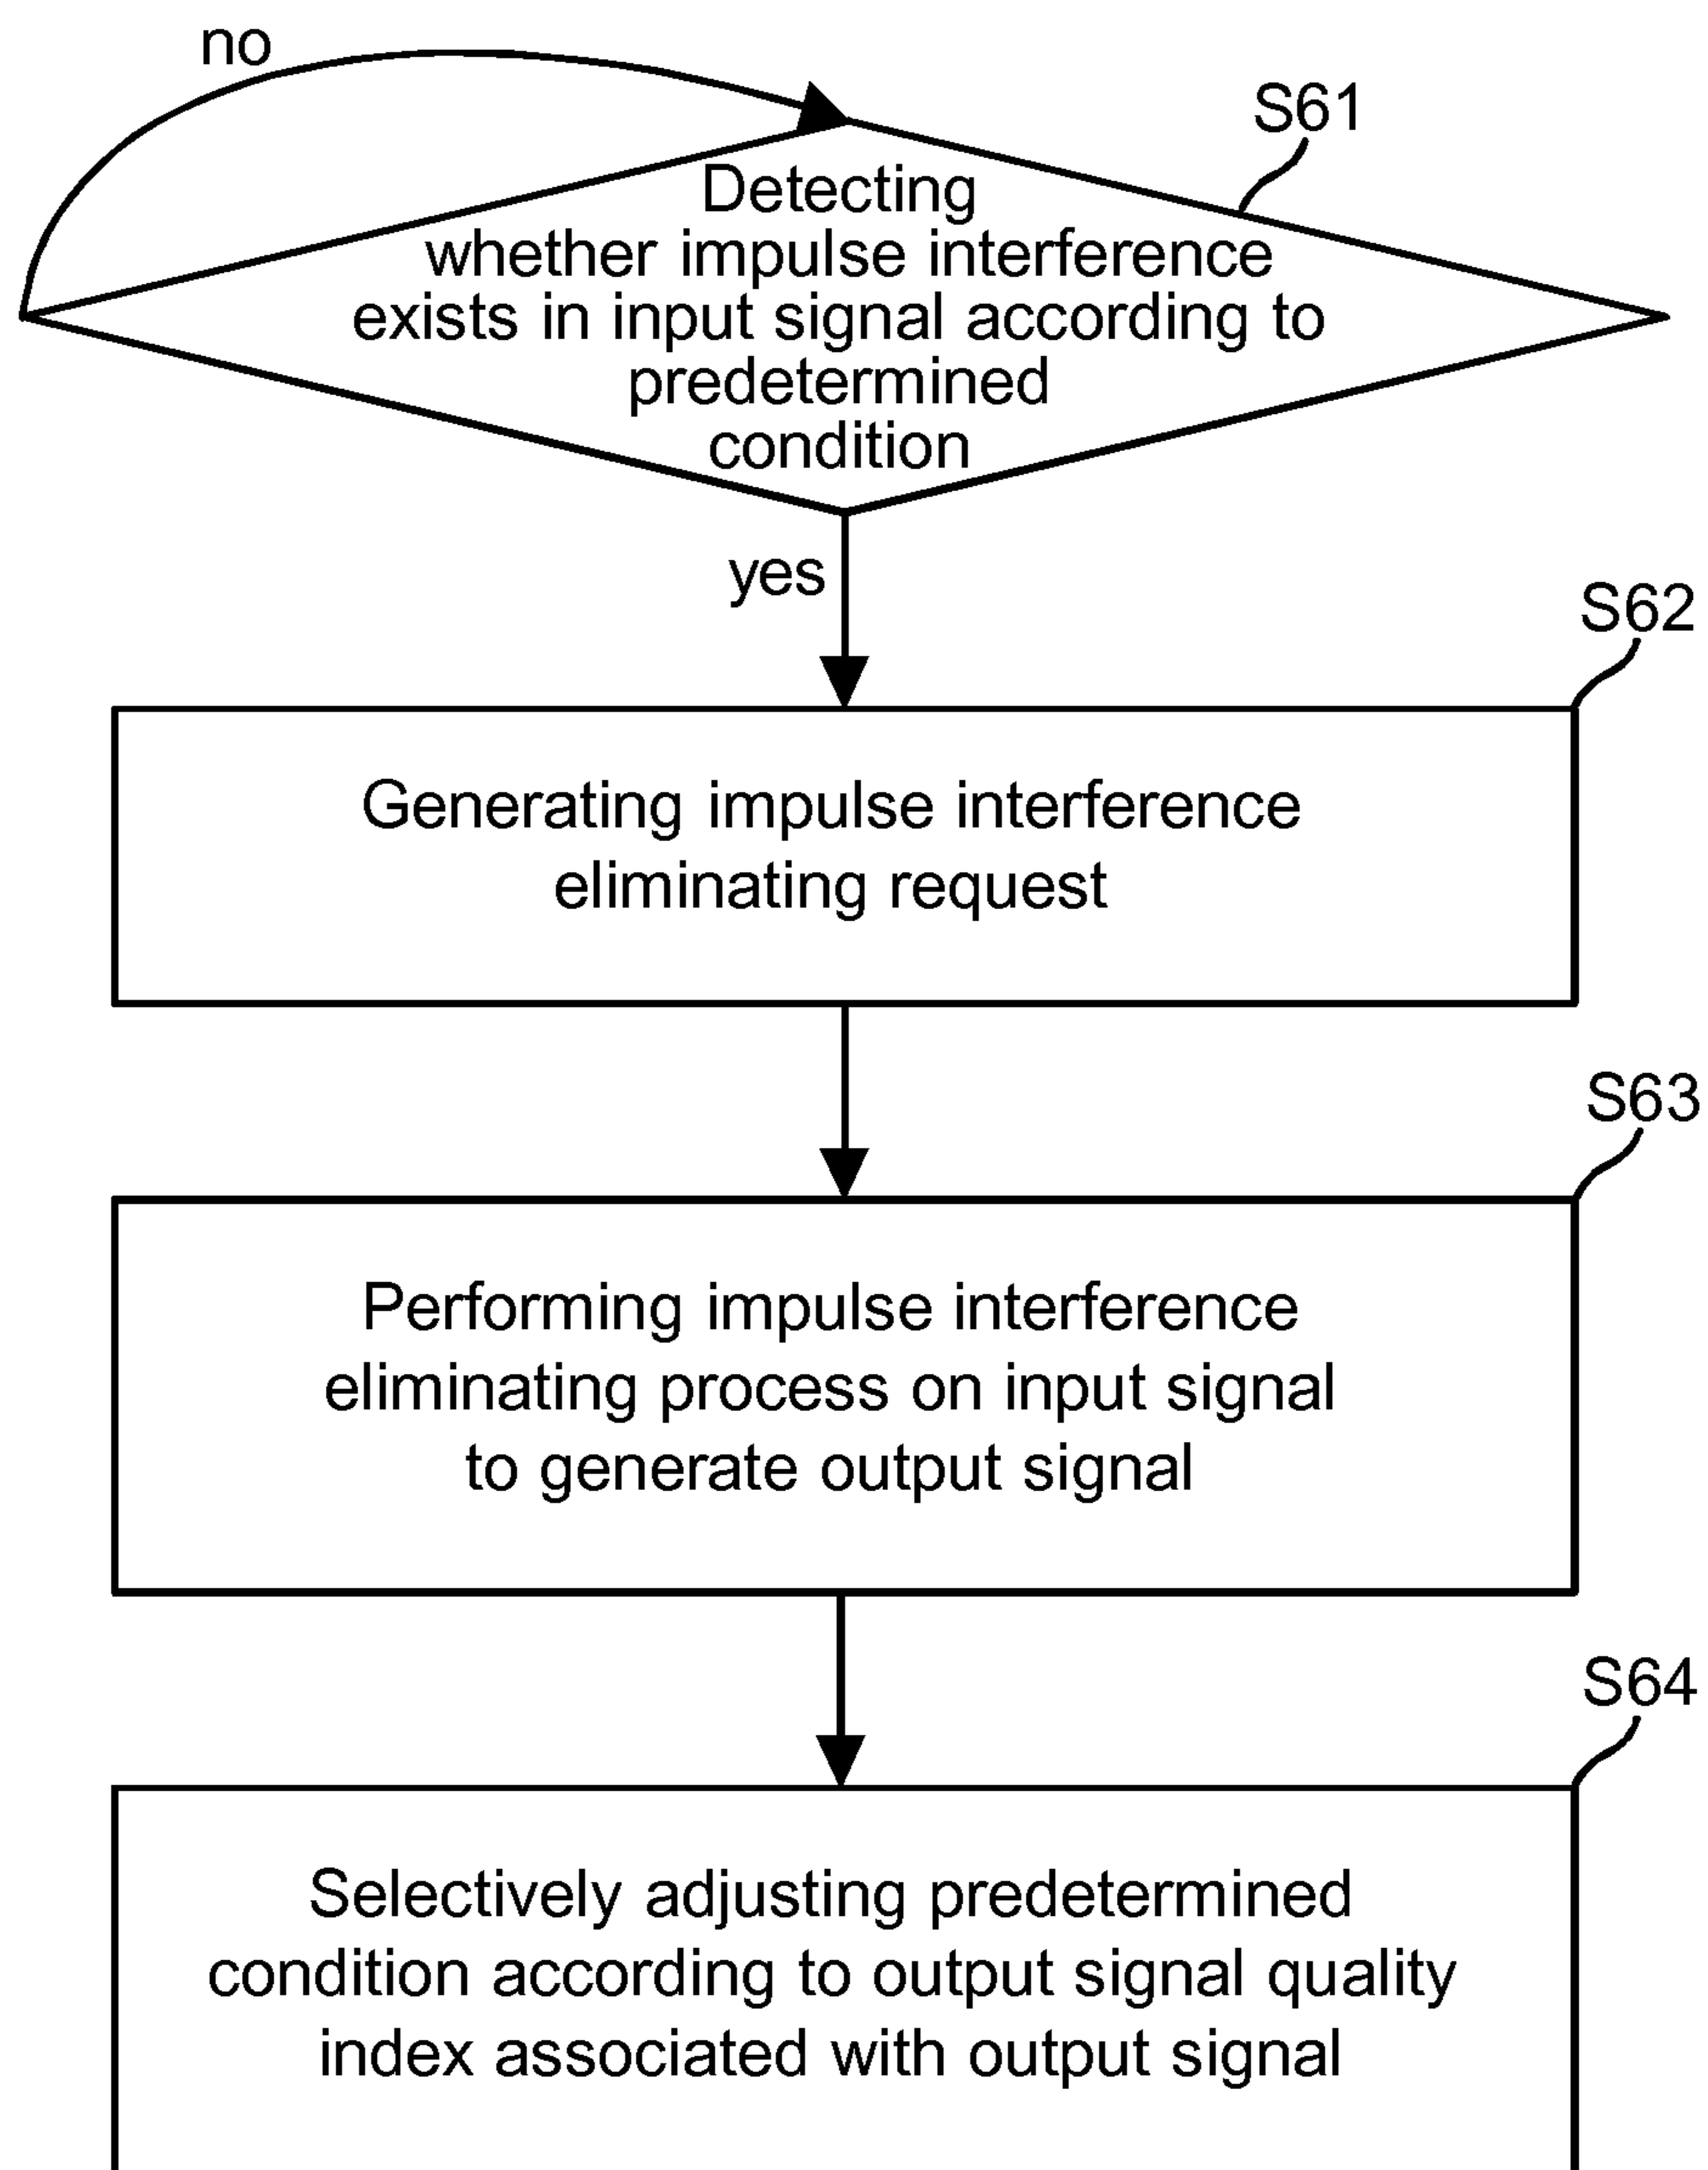 no
S61
Detecting
whether impulse interference
exists in input signal according to
predetermined
condition
yes
S62
Generating impulse interference
eliminating request
S63
Performing impulse interference
eliminating process on input signal
to generate output signal
S64
Selectively adjusting predetermined
condition according to output signal quality
index associated with output signal